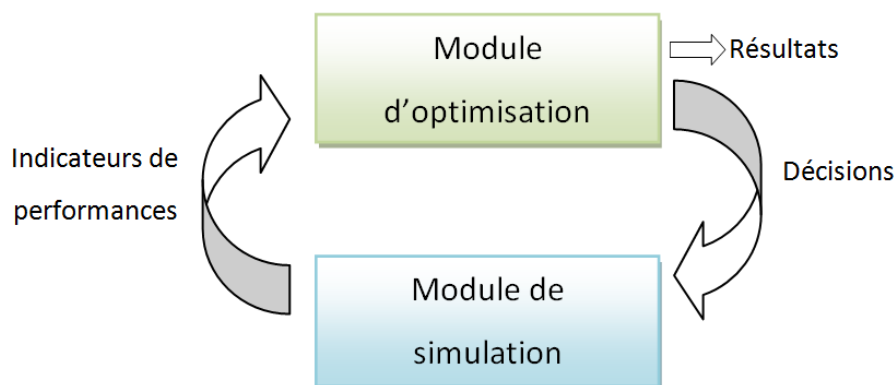 Module
d'optimisation
Résultats
Indicateurs de
performances
Décisions
Module de
simulation